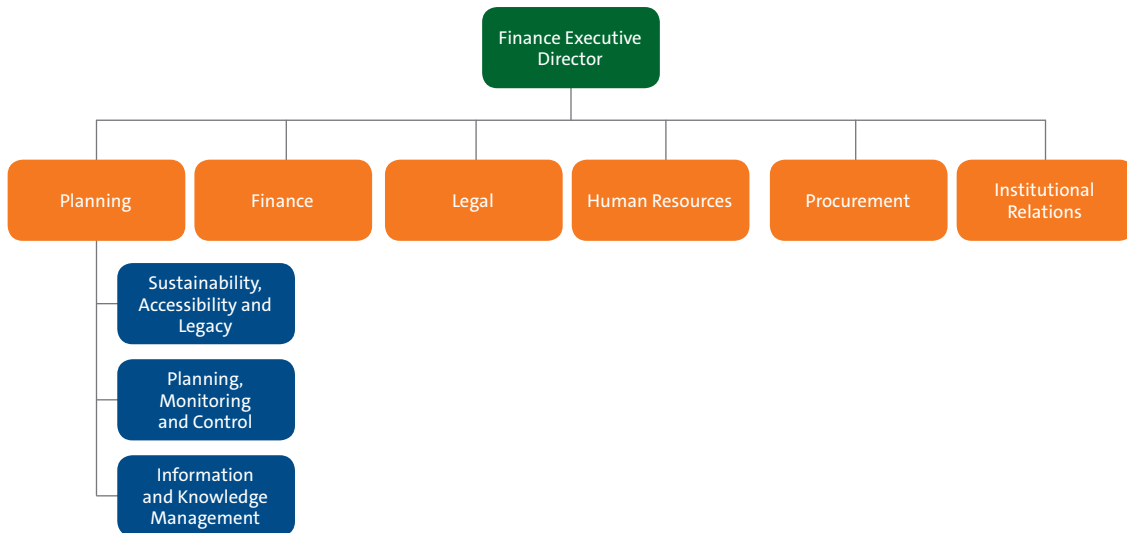 Finance Executive
Director
Planning
Finance
Legal
Human Resources
Procurement
Institutional
Relations
Sustainability,
Accessibility and
Legacy
Planning,
Monitoring
and Control
Information
and Knowledge
Management